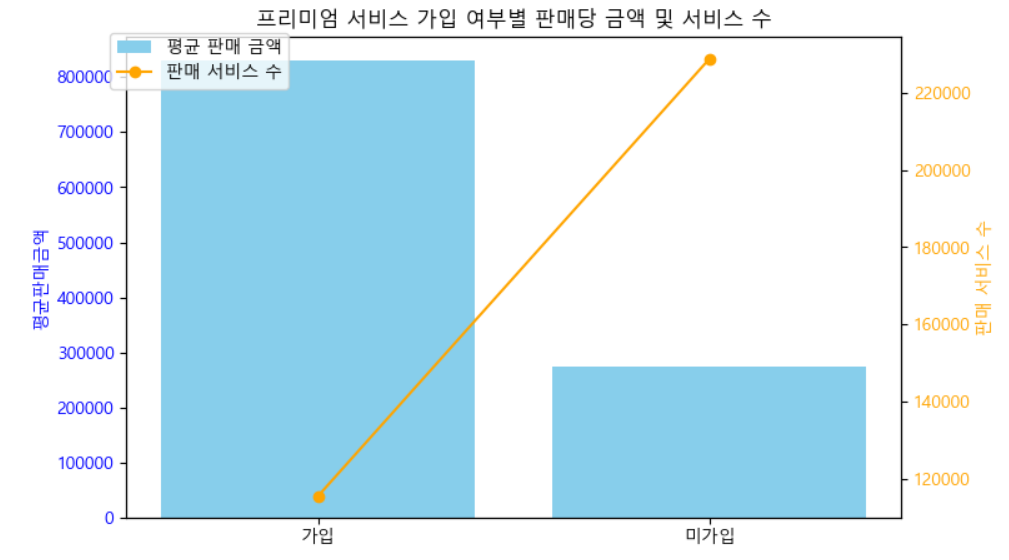 프리미엄 서비스 가입 여부별 판매당 금액 및 서비스 수
평균 판매 금액
판매 서비스 수
800000
700000
600000
500000
400000
300000
200000
100000
0
평균판매금액
220000
200000
180000
160000
140000
120000
판매 서비스 수
가입
미가입